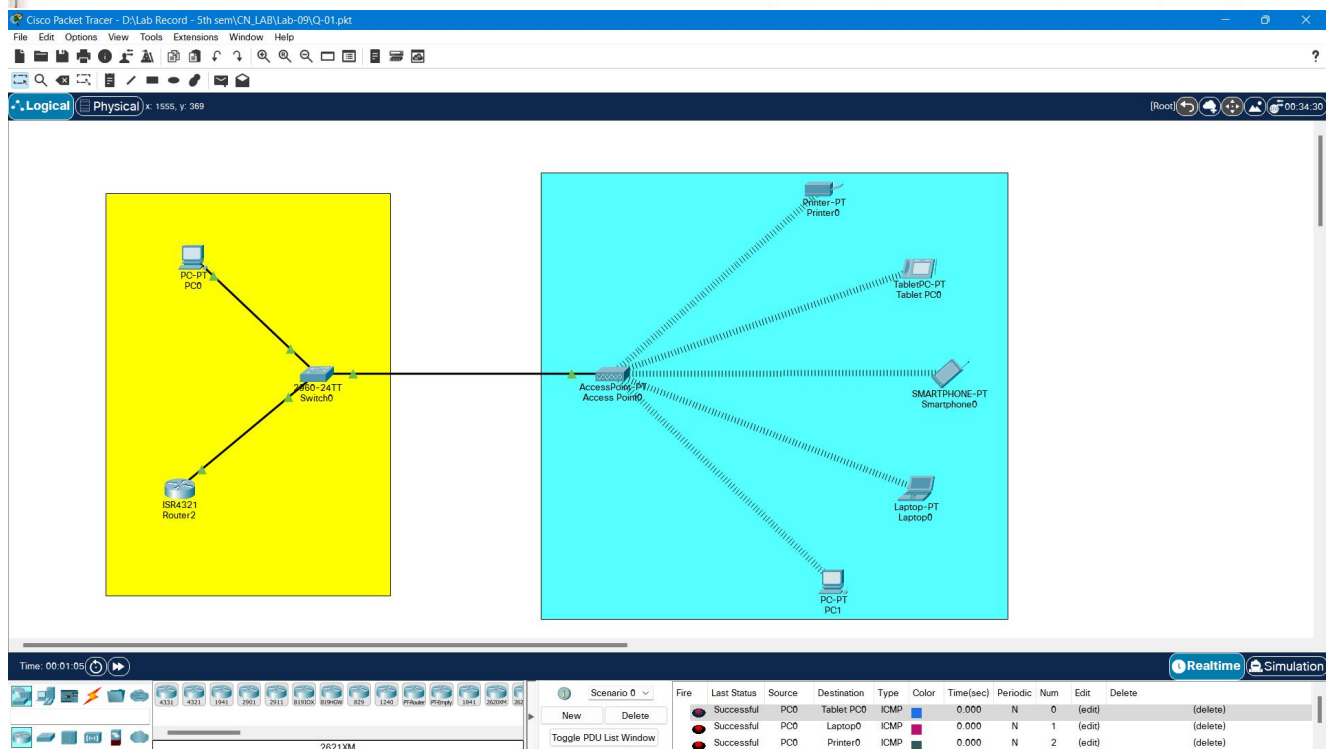 Cisco Packet Tracer - D:\Lab Record - 5th sem\CN_LAB\Lab-09\Q-01.pkt
File Edit Options View Tools Extensions Window Help
?
Logical Physical x: 1555, y: 369 [Root] 00:34:30
Printer-PT
Printer0
PC-PT
PC0
TabletPC-PT
Tablet PC0
2960-24TT
Switch0
AccessPoint-PT
Access Point0
SMARTPHONE-PT
Smartphone0
ISR4321
Router2
Laptop-PT
Laptop0
PC-PT
PC1
Time: 00:01:05 Realtime Simulation
4331 4321 1941 2901 2911 819IOX 819HGW 829 1240 PT-Router PT-Empty 1841 2620XM 262
2621XM
Scenario 0
New Delete
Toggle PDU List Window
Fire Last Status Source Destination Type Color Time(sec) Periodic Num Edit Delete
Successful PC0 Tablet PC0 ICMP 0.000 N 0 (edit) (delete)
Successful PC0 Laptop0 ICMP 0.000 N 1 (edit) (delete)
Successful PC0 Printer0 ICMP 0.000 N 2 (edit) (delete)